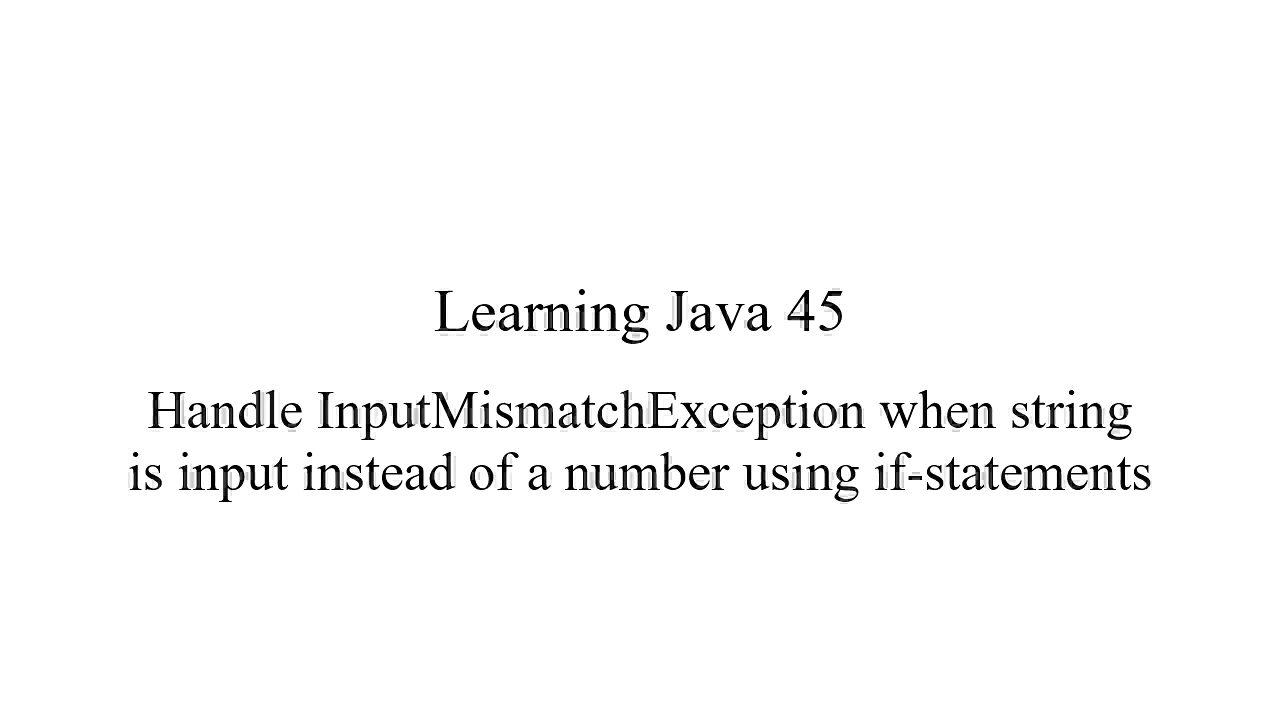 Learning Java 45
Handle InputMismatchException when string
is input instead of a number using if-statements